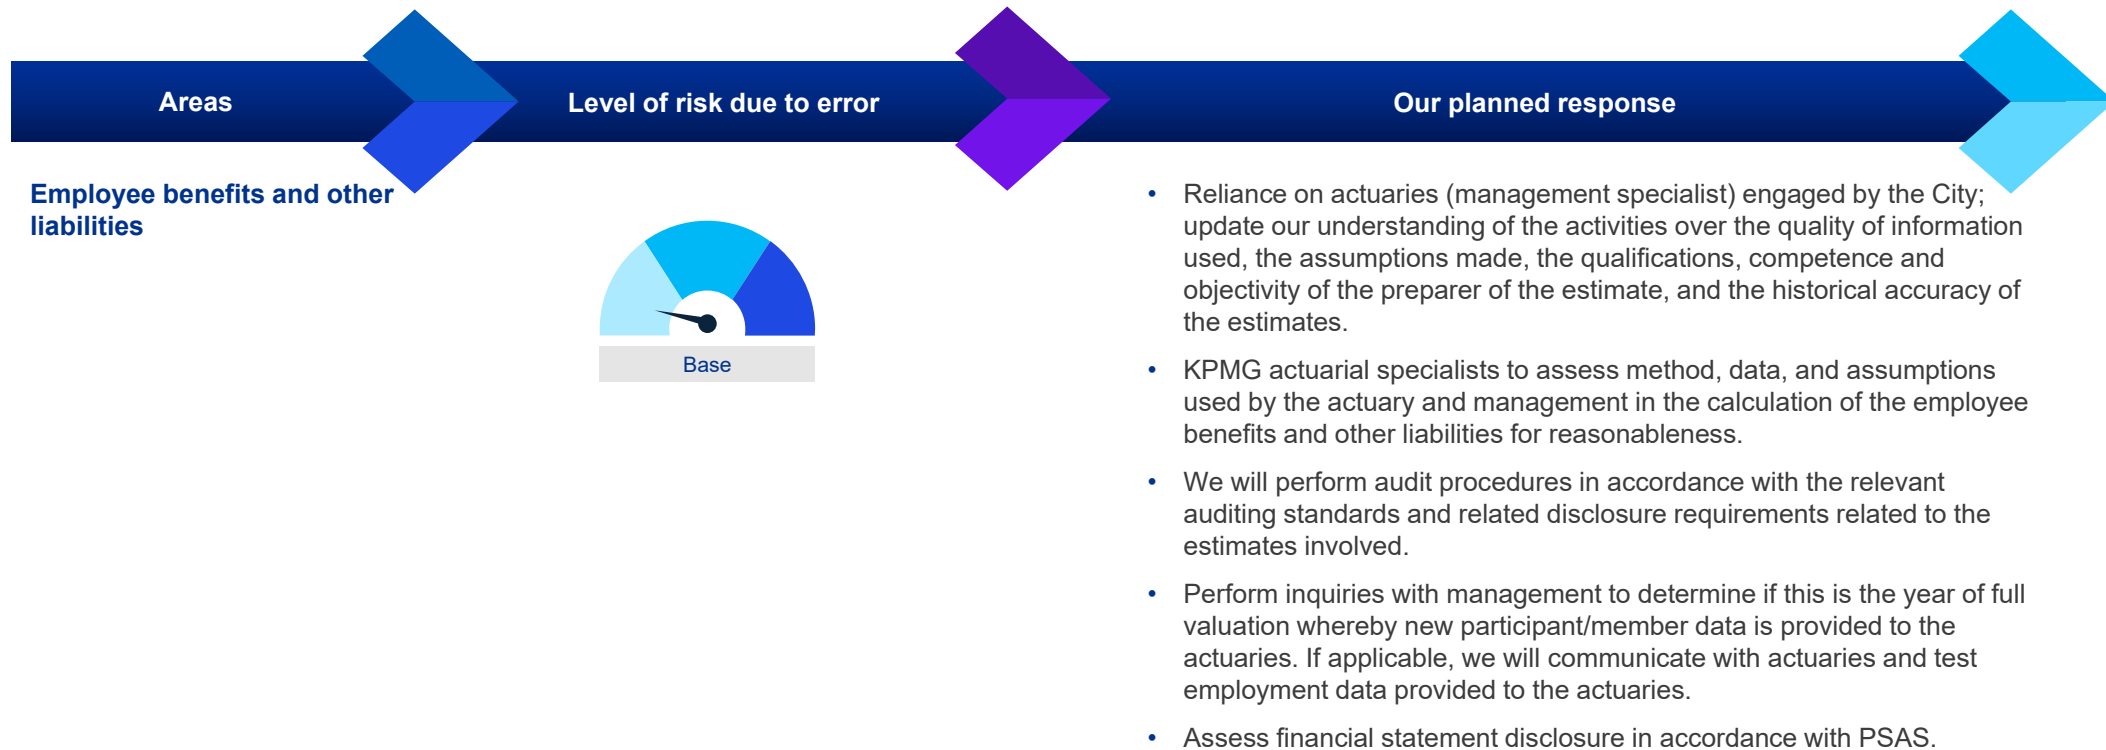 Areas
Level of risk due to error
Our planned response
Employee benefits and other
liabilities
Base
• Reliance on actuaries (management specialist) engaged by the City;
update our understanding of the activities over the quality of information
used, the assumptions made, the qualifications, competence and
objectivity of the preparer of the estimate, and the historical accuracy of
the estimates.
• KPMG actuarial specialists to assess method, data, and assumptions
used by the actuary and management in the calculation of the employee
benefits and other liabilities for reasonableness.
• We will perform audit procedures in accordance with the relevant
auditing standards and related disclosure requirements related to the
estimates involved.
• Perform inquiries with management to determine if this is the year of full
valuation whereby new participant/member data is provided to the
actuaries. If applicable, we will communicate with actuaries and test
employment data provided to the actuaries.
• Assess financial statement disclosure in accordance with PSAS.